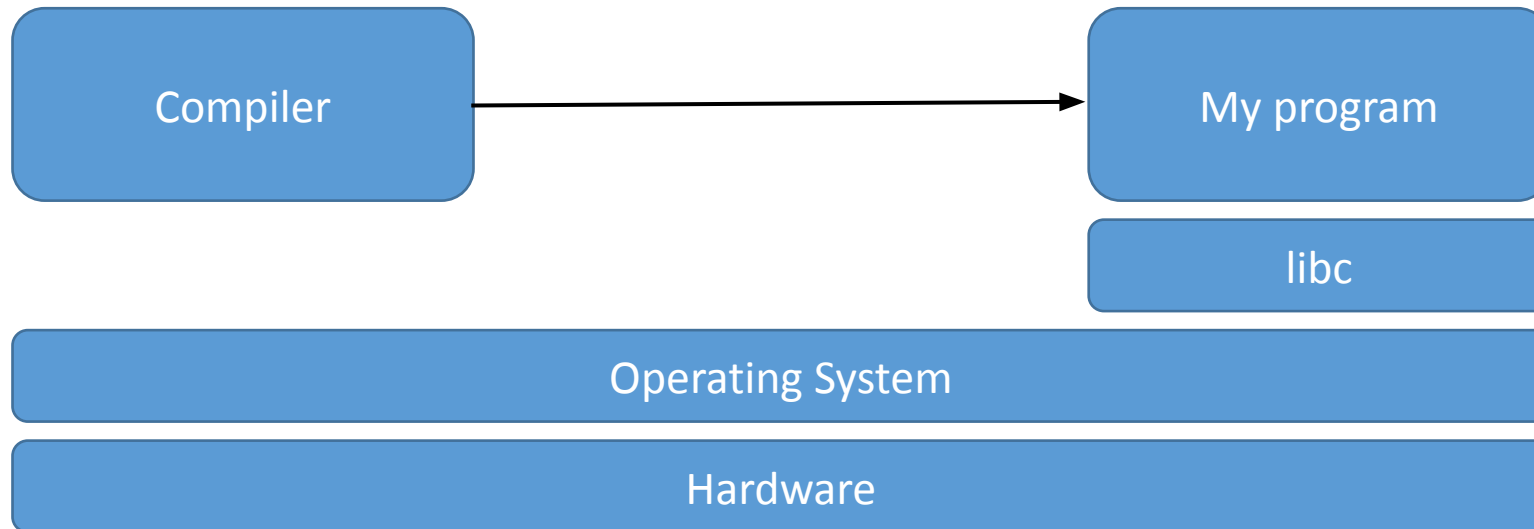 Compiler
My program
libc
Operating System
Hardware